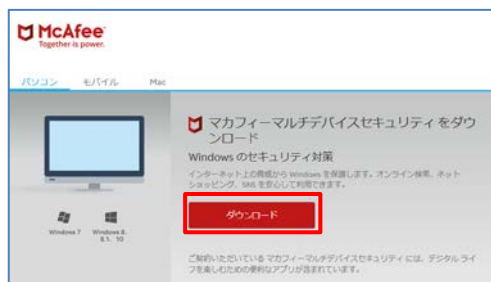 McAfee
Together is power.
パソコン モバイル Mac
マカフィーマルチデバイスセキュリティ をダウ
ンロード
Windows のセキュリティ対策
インターネット上の脅威から Windows を保護します。オンライン検索、ネット
ショッピング、SNS を安心して利用できます。
ダウンロード
Windows 7 Windows 8、
8.1、10
ご契約いただいている マカフィーマルチデバイスセキュリティ には、デジタル ライ
フを楽しむための便利なアプリが含まれています。